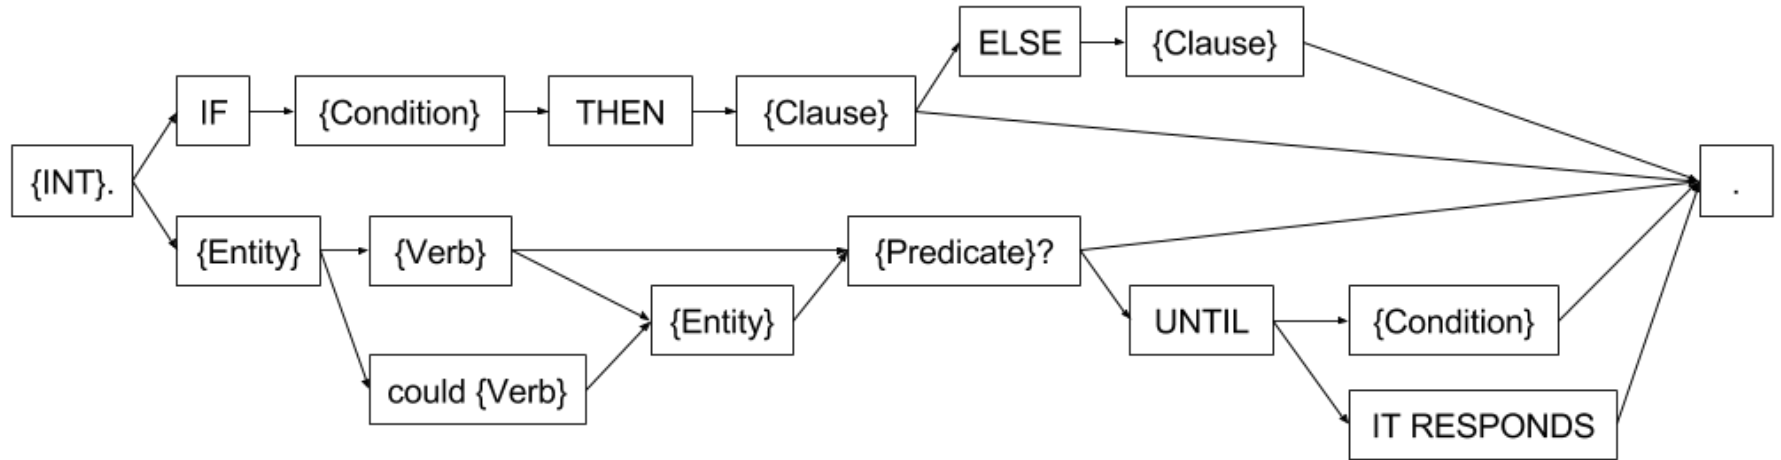 ELSE {Clause}
IF {Condition} THEN {Clause}
{INT}. .
{Entity} {Verb} {Predicate}?
{Entity} UNTIL {Condition}
could {Verb}
IT RESPONDS